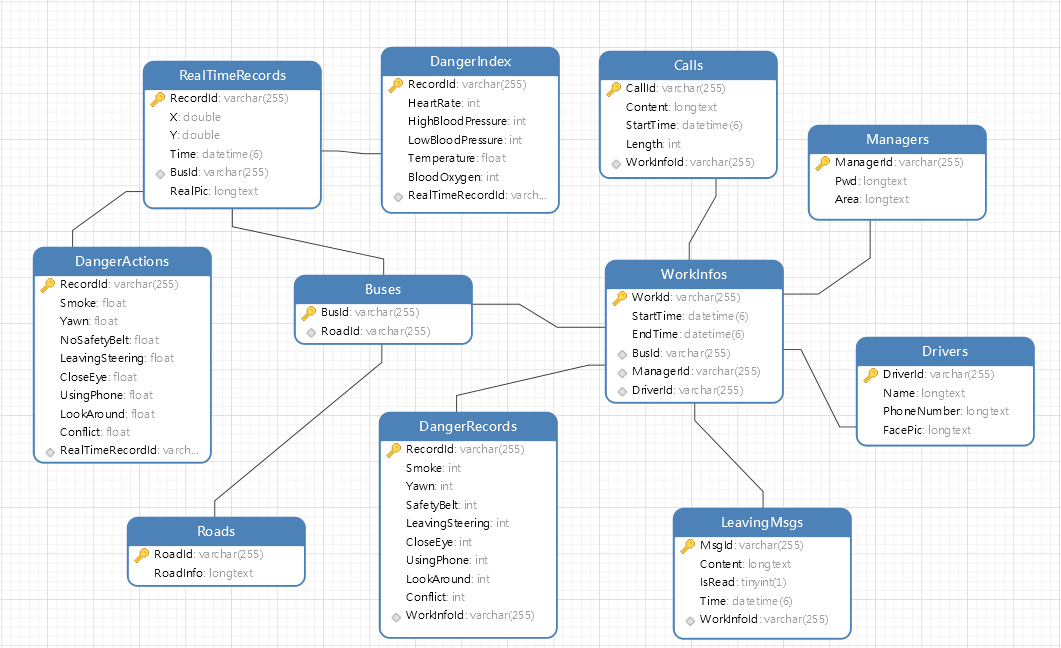 RealTimeRecords
RecordId: varchar(255)
X: double
Y: double
Time: datetime(6)
BusId: varchar(255)
RealPic: longtext
DangerIndex
RecordId: varchar(255)
HeartRate: int
HighBloodPressure: int
LowBloodPressure: int
Temperature: float
BloodOxygen: int
RealTimeRecordId: varch...
Calls
CallId: varchar(255)
Content: longtext
StartTime: datetime(6)
Length: int
WorkInfoId: varchar(255)
Managers
ManagerId: varchar(255)
Pwd: longtext
Area: longtext
DangerActions
RecordId: varchar(255)
Smoke: float
Yawn: float
NoSafetyBelt: float
LeavingSteering: float
CloseEye: float
UsingPhone: float
LookAround: float
Conflict: float
RealTimeRecordId: varch...
Buses
BusId: varchar(255)
RoadId: varchar(255)
WorkInfos
WorkId: varchar(255)
StartTime: datetime(6)
EndTime: datetime(6)
BusId: varchar(255)
ManagerId: varchar(255)
DriverId: varchar(255)
Drivers
DriverId: varchar(255)
Name: longtext
PhoneNumber: longtext
FacePic: longtext
DangerRecords
RecordId: varchar(255)
Smoke: int
Yawn: int
SafetyBelt: int
LeavingSteering: int
CloseEye: int
UsingPhone: int
LookAround: int
Conflict: int
WorkInfoId: varchar(255)
Roads
RoadId: varchar(255)
RoadInfo: longtext
LeavingMsgs
MsgId: varchar(255)
Content: longtext
IsRead: tinyint(1)
Time: datetime(6)
WorkInfoId: varchar(255)